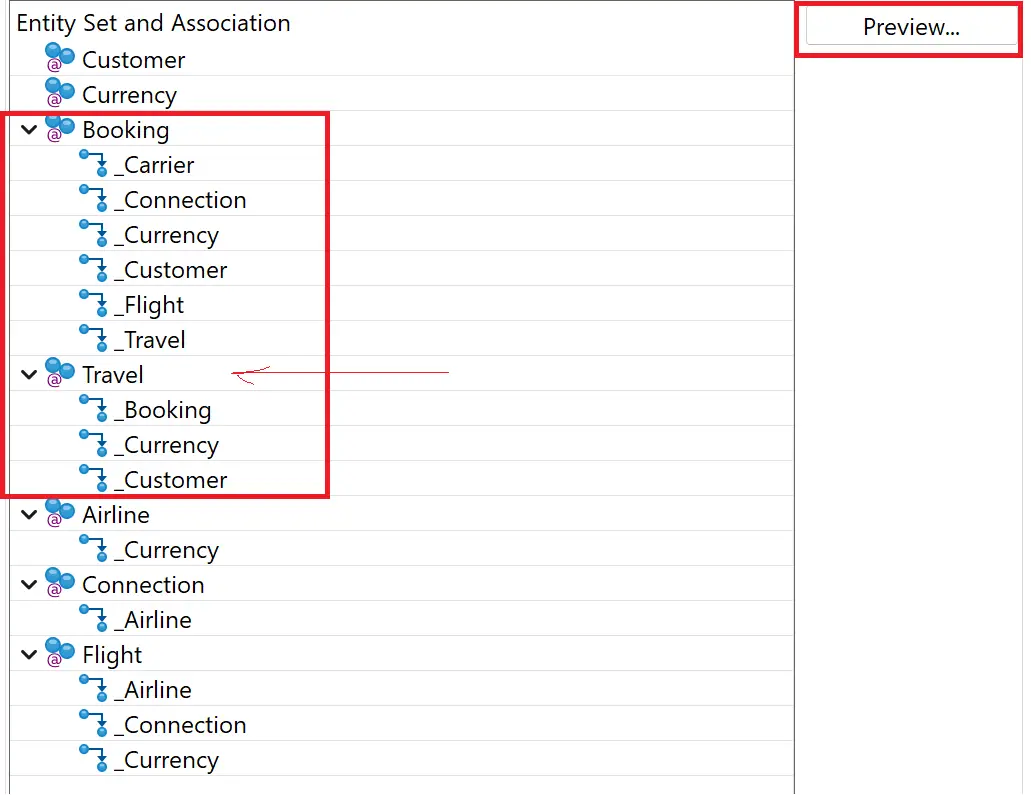 Entity Set and Association
Preview...
Customer
Currency
Booking
_Carrier
_Connection
_Currency
_Customer
_Flight
_Travel
Travel
_Booking
_Currency
_Customer
Airline
_Currency
Connection
_Airline
Flight
_Airline
_Connection
_Currency